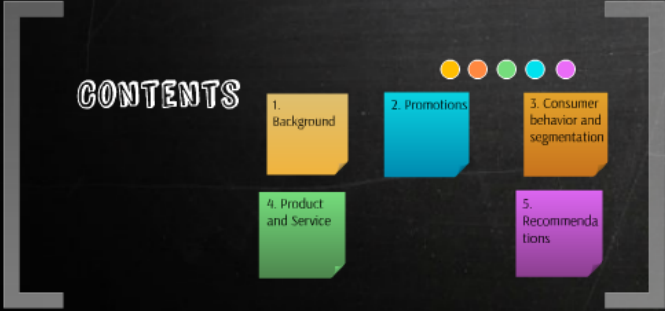 CONTENTS
1.
Background
2. Promotions
3. Consumer
behavior and
segmentation
4. Product
and Service
5.
Recommenda
tions